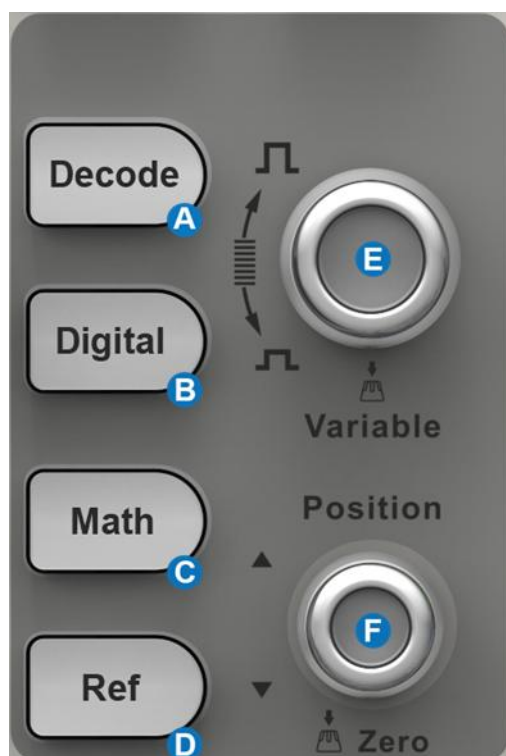 Decode
A
E
Variable
Digital
B
Math
C
Position
F
Ref
D
Zero